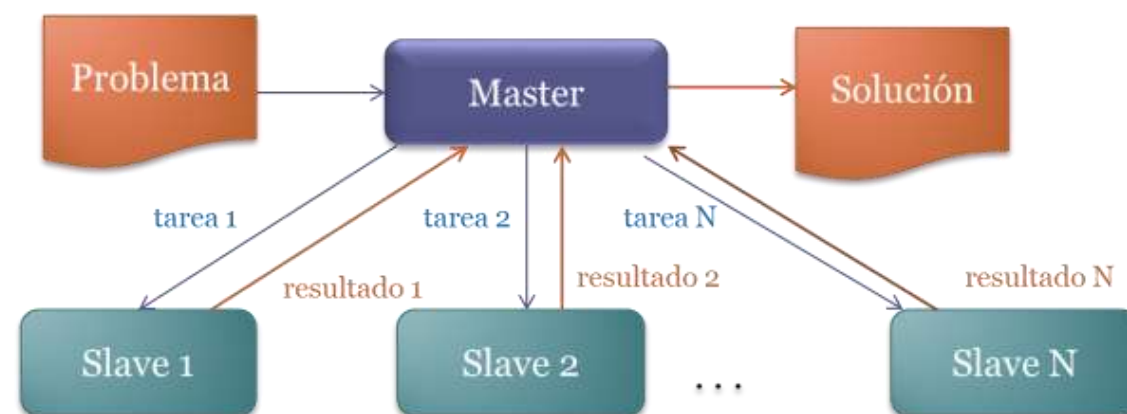 Problema
Master
Solución
tarea 1
tarea 2
tarea N
resultado 1
resultado 2
resultado N
Slave 1
Slave 2
...
Slave N